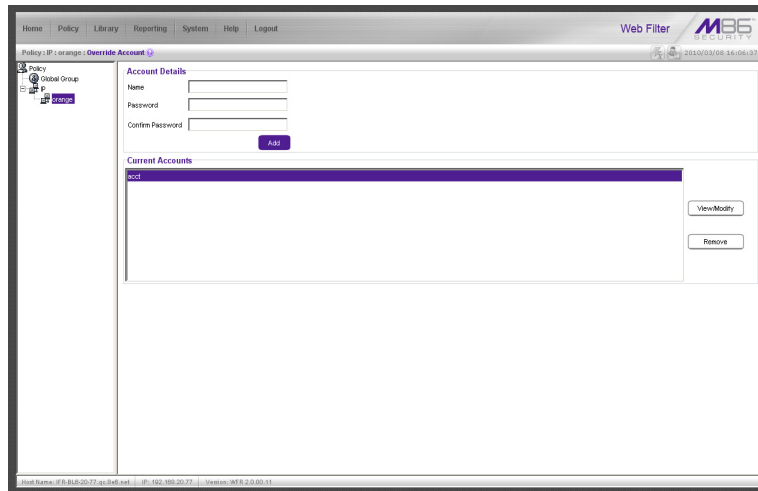 Home Policy Library Reporting System Help Logout
Web Filter
M86 SECURITY
Policy : IP : orange : Override Account
2010/03/08 16:06:37
Policy
Global Group
IP
orange
Account Details
Name
Password
Confirm Password
Add
Current Accounts
acct
View/Modify
Remove
Host Name: IFR-BL6-20-77.qc.8e6.net IP: 192.168.20.77 Version: WFR 2.0.00.11